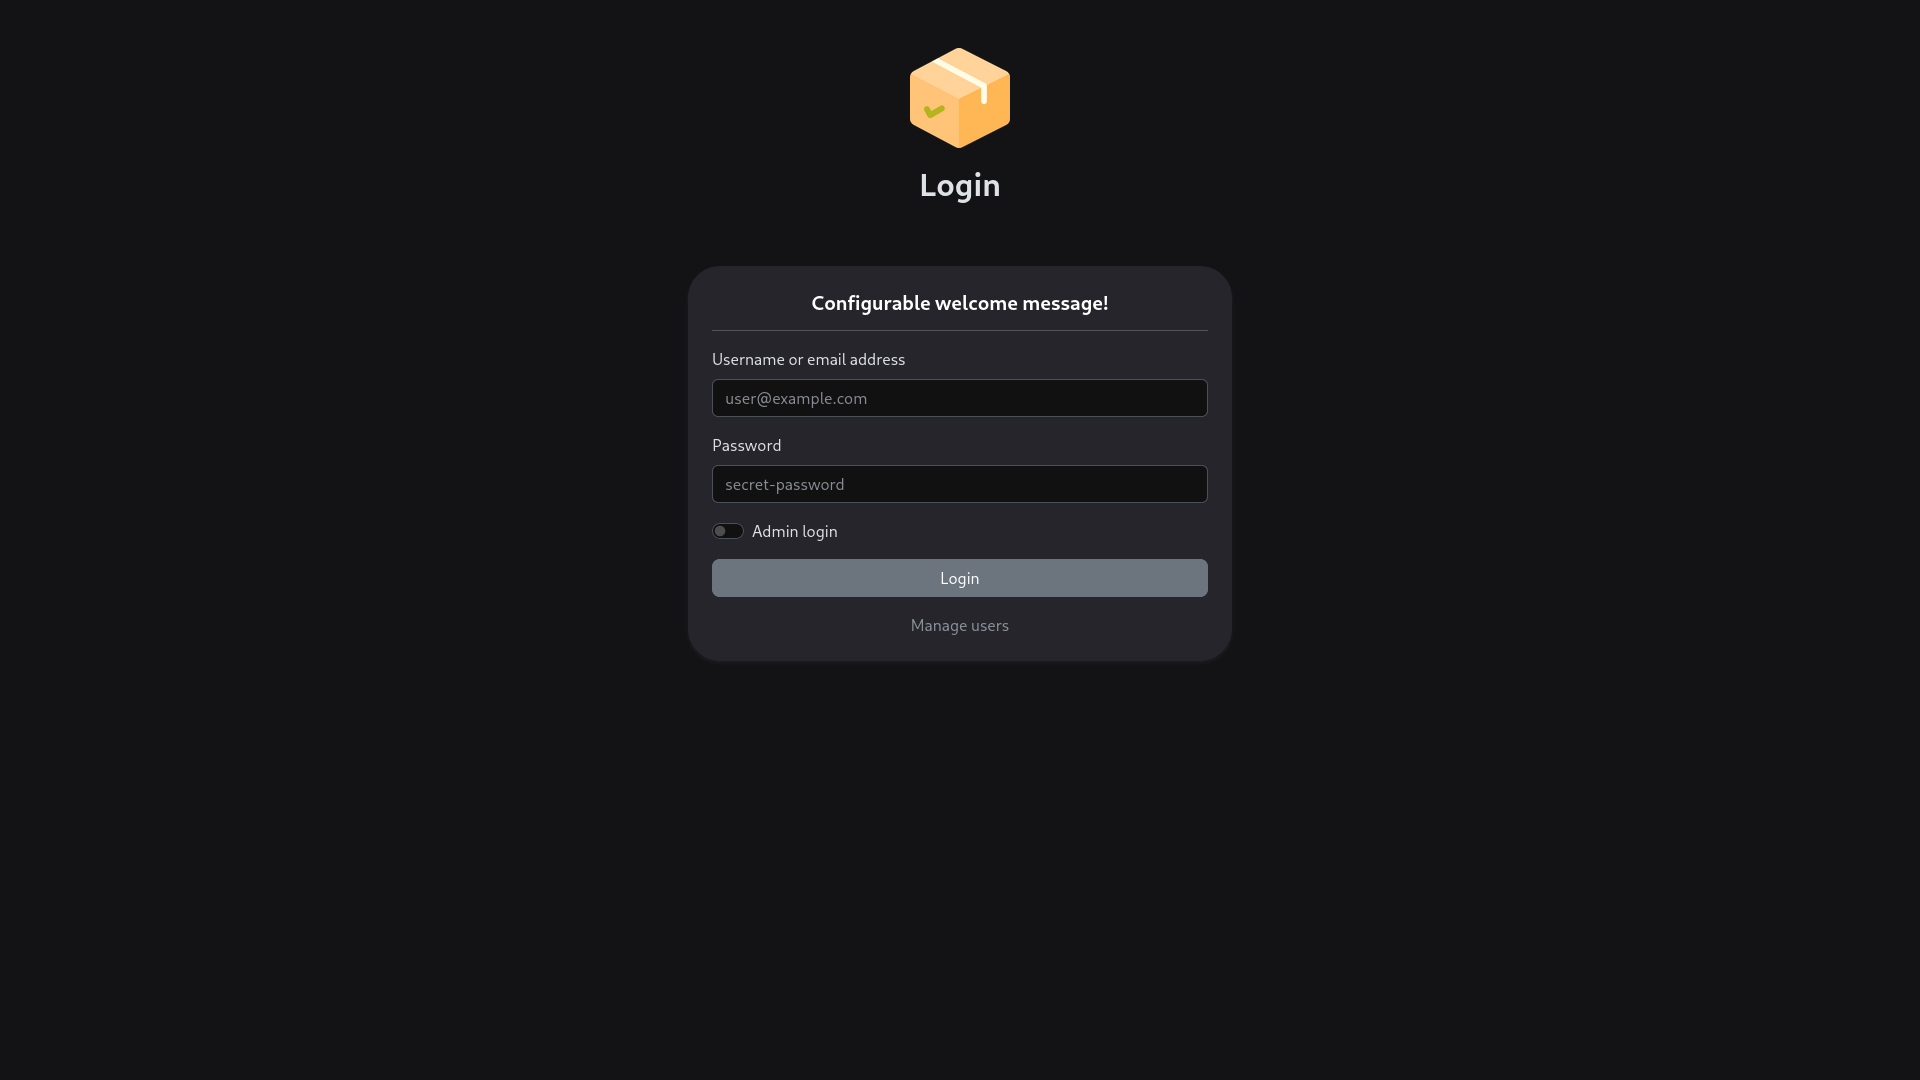 Login
Configurable welcome message!
Username or email address
user@example.com
Password
secret-password
Admin login
Login
Manage users